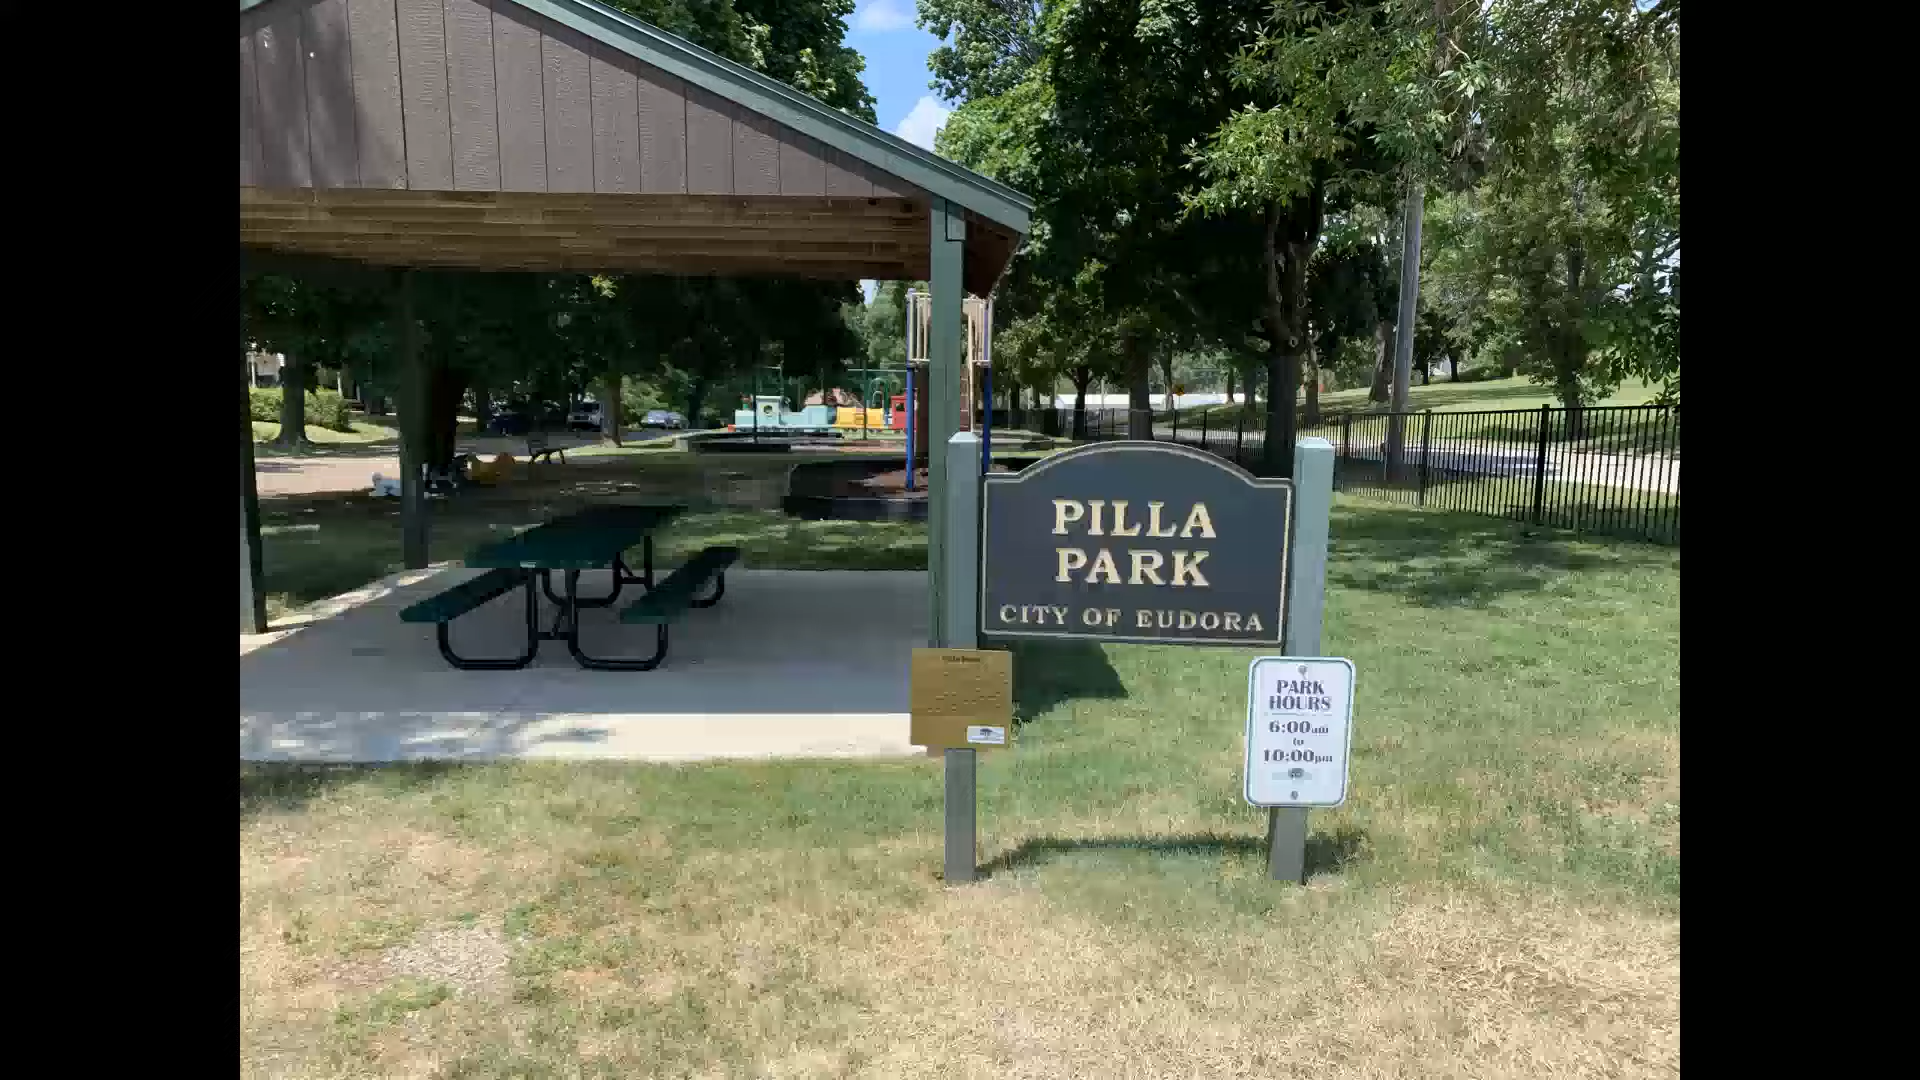 PILLA
PARK
CITY OF EUDORA
PARK
HOURS
6:00am
to
10:00pm